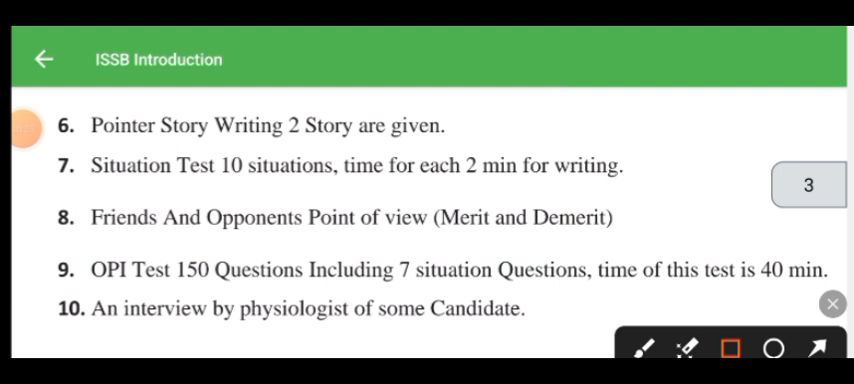 ISSB Introduction
6. Pointer Story Writing 2 Story are given.
7. Situation Test 10 situations, time for each 2 min for writing.
3
8. Friends And Opponents Point of view (Merit and Demerit)
9. OPI Test 150 Questions Including 7 situation Questions, time of this test is 40 min.
10. An interview by physiologist of some Candidate.